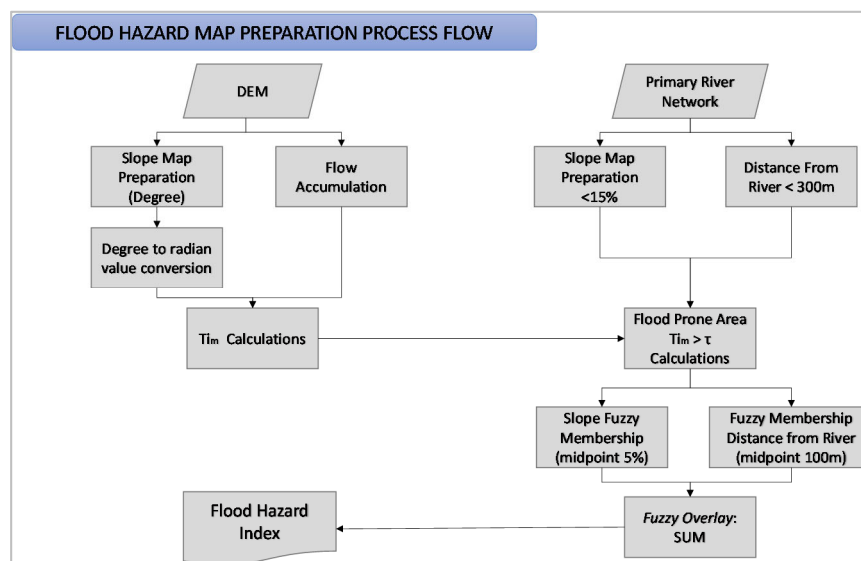 FLOOD HAZARD MAP PREPARATION PROCESS FLOW
DEM
Primary River
Network
Slope Map
Preparation
(Degree)
Flow
Accumulation
Slope Map
Preparation
<15%
Distance From
River < 300m
Degree to radian
value conversion
Tiₘ Calculations
Flood Prone Area
Tiₘ > τ
Calculations
Slope Fuzzy
Membership
(midpoint 5%)
Fuzzy Membership
Distance from River
(midpoint 100m)
Flood Hazard
Index
Fuzzy Overlay:
SUM